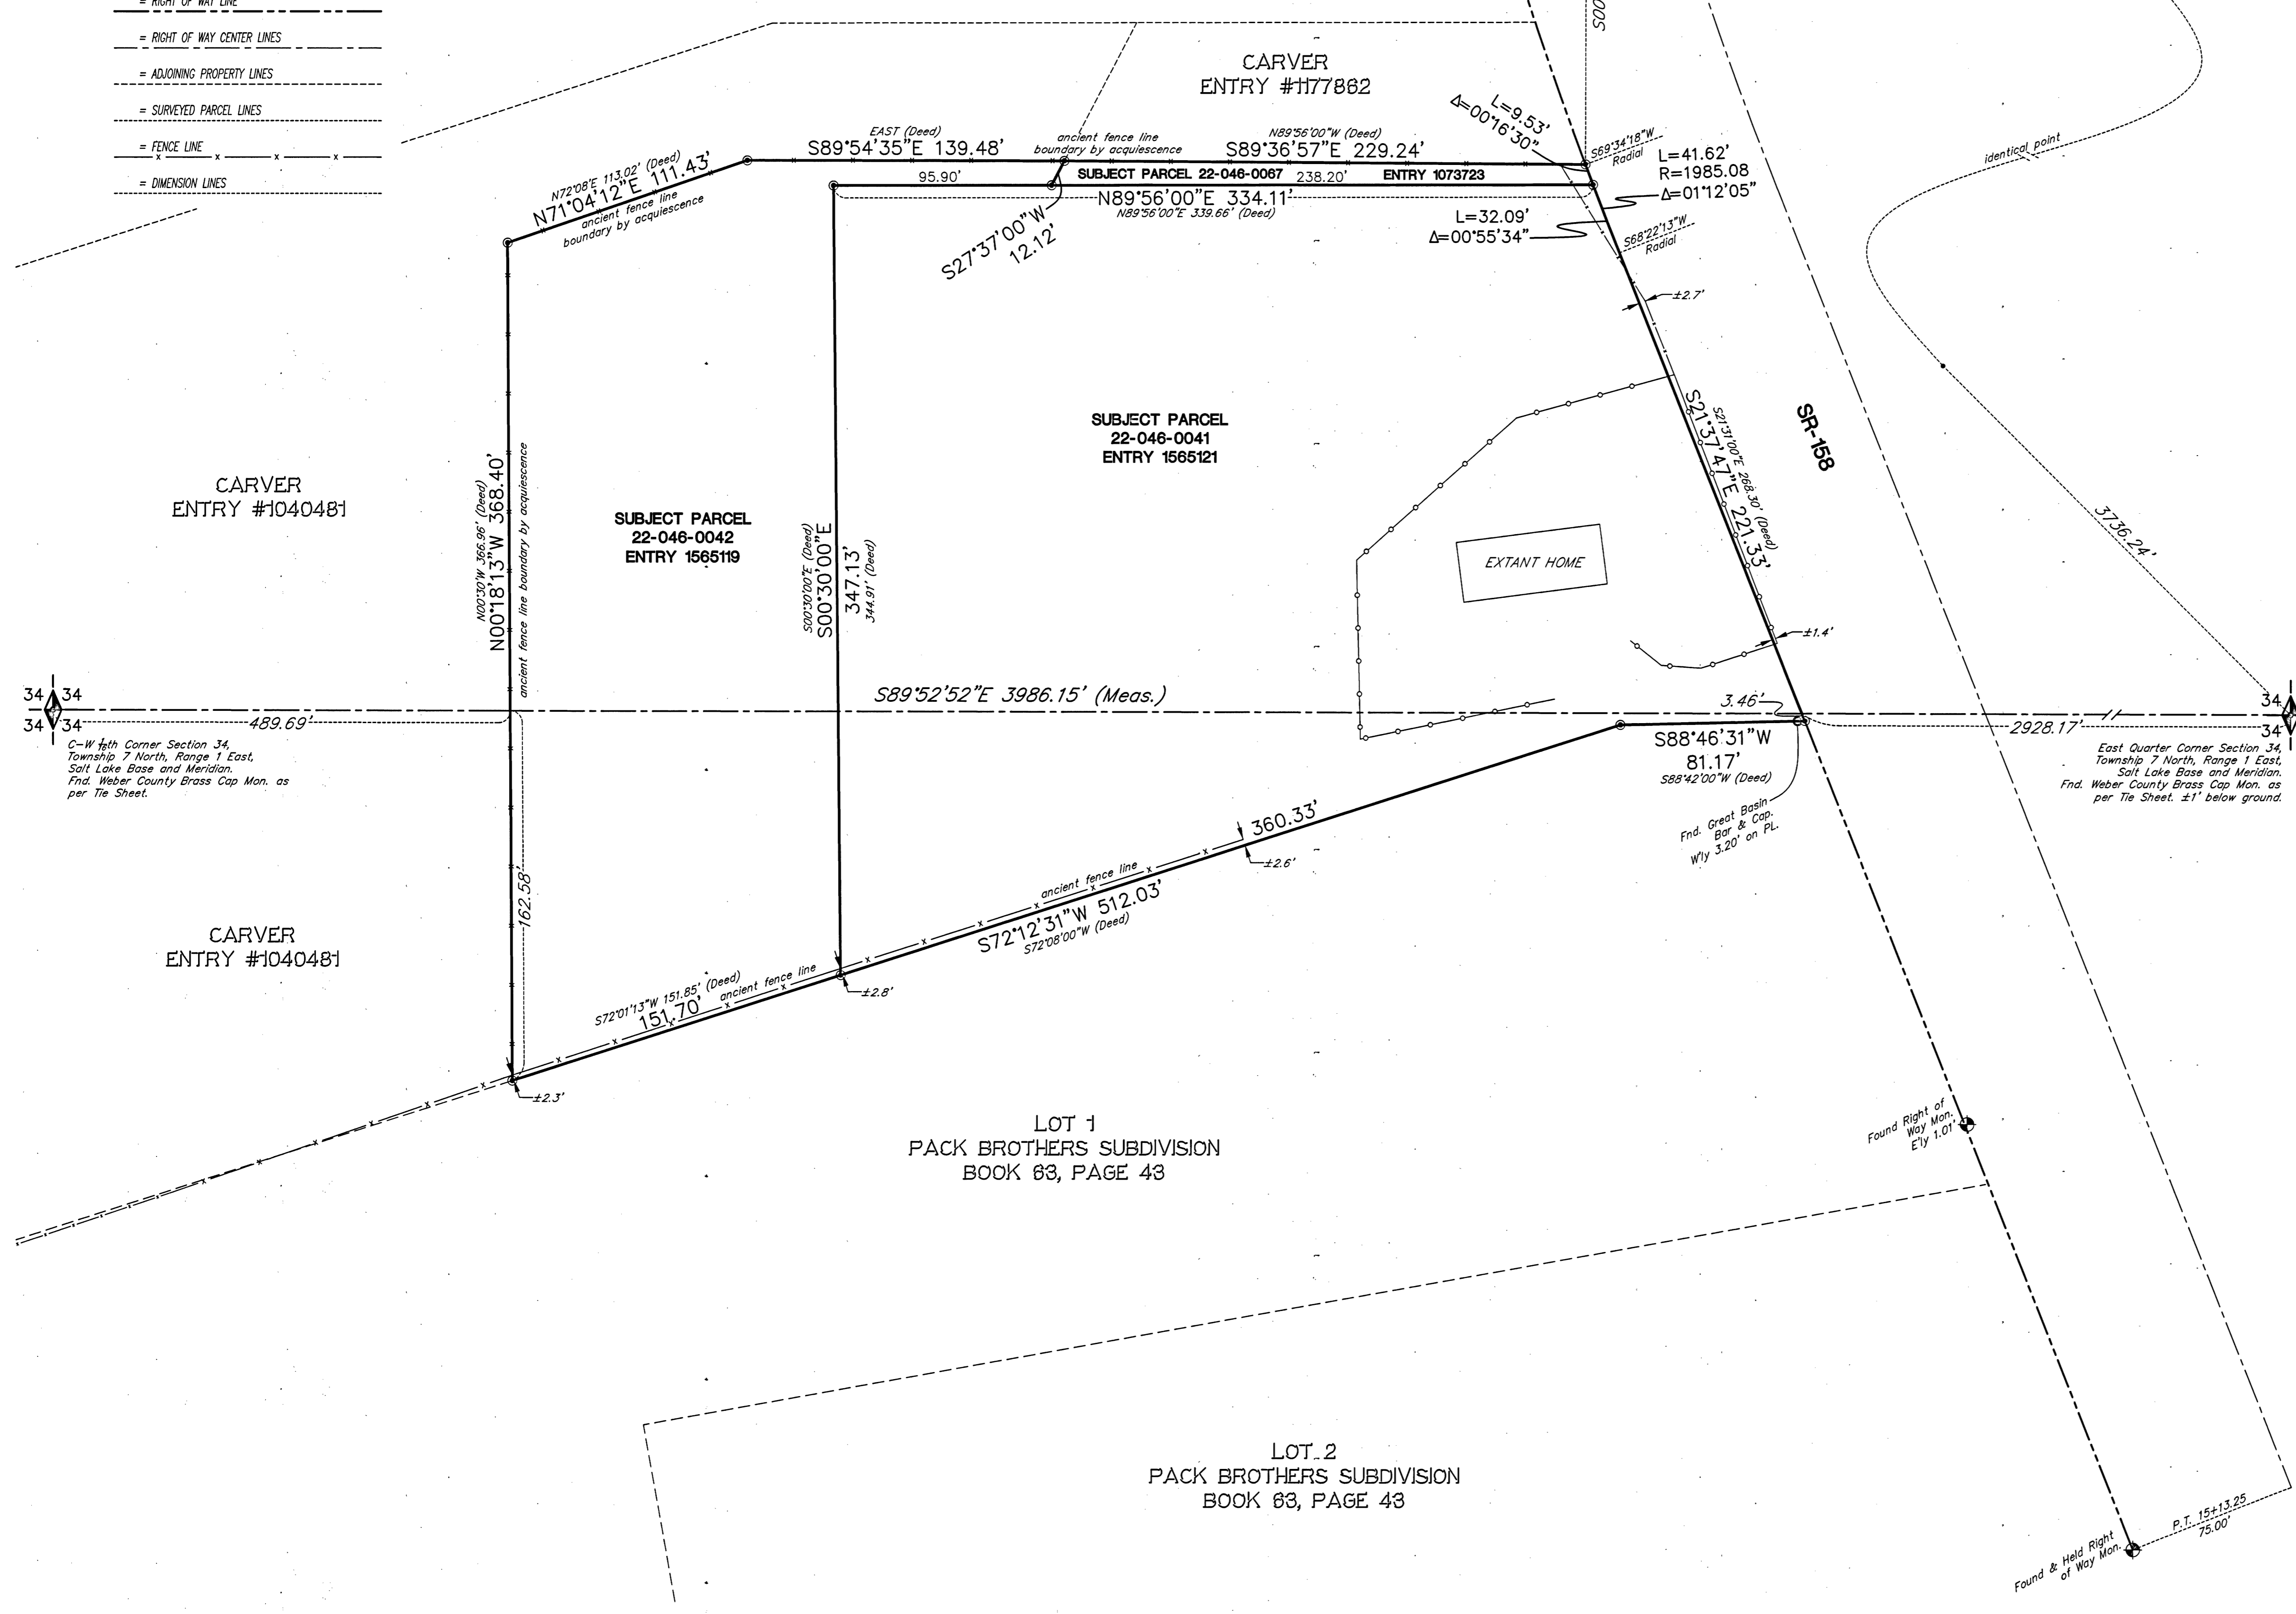 = RIGHT OF WAY LINE
= RIGHT OF WAY CENTER LINES
= ADJOINING PROPERTY LINES
= SURVEYED PARCEL LINES
= FENCE LINE
= DIMENSION LINES
S00
CARVER
ENTRY #1177862
L=9.53'
Δ=00°16'30"
S69°34'18"W
Radial
L=41.62'
R=1985.08
Δ=01°12'05"
identical point
EAST (Deed)
S89°54'35"E 139.48'
ancient fence line
boundary by acquiescence
N89°56'00"W (Deed)
S89°36'57"E 229.24'
N72°08'E 113.02' (Deed)
N71°04'12"E 111.43'
ancient fence line
boundary by acquiescence
95.90'
SUBJECT PARCEL 22-046-0067
238.20'
ENTRY 1073723
N89°56'00"E 334.11'
N89°56'00"E 339.66' (Deed)
S27°37'00"W
12.12'
L=32.09'
Δ=00°55'34"
S68°22'13"W
Radial
±2.7'
SUBJECT PARCEL
22-046-0041
ENTRY 1565121
S21°31'00"E 268.30' (Deed)
S21°37'47"E 221.33'
SR-158
CARVER
ENTRY #1040481
N00°30'W 366.96' (Deed)
N00°18'13"W 368.40'
ancient fence line boundary by acquiescence
SUBJECT PARCEL
22-046-0042
ENTRY 1565119
S00°30'00"E (Deed)
S00°30'00"E
347.13'
344.91' (Deed)
EXTANT HOME
3736.24'
±1.4'
34 34
34 34
S89°52'52"E 3986.15' (Meas.)
3.46'
489.69'
2928.17'
34
34
C-W 1/16th Corner Section 34,
Township 7 North, Range 1 East,
Salt Lake Base and Meridian.
Fnd. Weber County Brass Cap Mon. as
per Tie Sheet.
S88°46'31"W
81.17'
S88°42'00"W (Deed)
East Quarter Corner Section 34,
Township 7 North, Range 1 East,
Salt Lake Base and Meridian.
Fnd. Weber County Brass Cap Mon. as
per Tie Sheet. ±1' below ground.
Fnd. Great Basin
Bar & Cap.
W'ly 3.20' on PL.
360.33'
±2.6'
ancient fence line
S72°12'31"W 512.03'
S72°08'00"W (Deed)
162.58'
CARVER
ENTRY #1040481
S72°01'13"W 151.85' (Deed)
151.70'
ancient fence line
±2.8'
±2.3'
LOT 1
PACK BROTHERS SUBDIVISION
BOOK 63, PAGE 43
Found Right of
Way Mon.
E'ly 1.01'
LOT 2
PACK BROTHERS SUBDIVISION
BOOK 63, PAGE 43
P.T. 15+13.25
75.00'
Found & Held Right
of Way Mon.